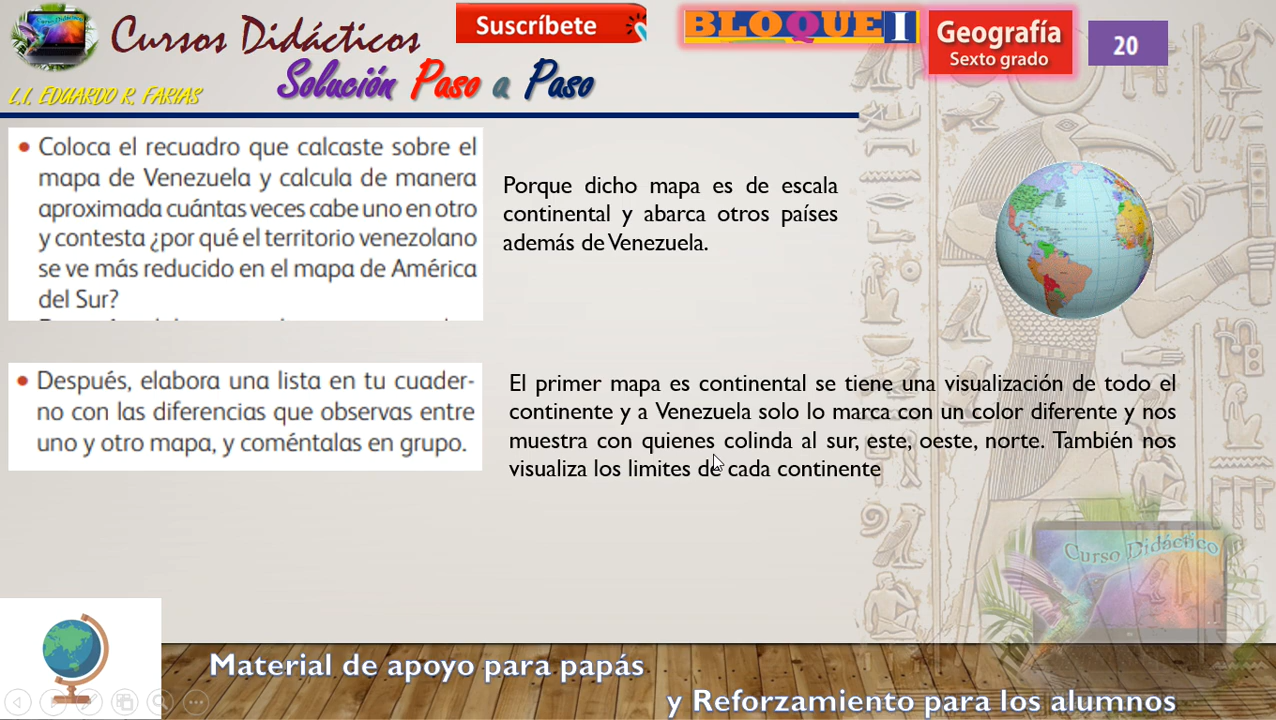 Cursos Didácticos
Suscríbete
BLOQUE I
Geografía
Sexto grado
20
Solución Paso a Paso
L.I. EDUARDO R. FARIAS
• Coloca el recuadro que calcaste sobre el
mapa de Venezuela y calcula de manera
aproximada cuántas veces cabe uno en otro
y contesta ¿por qué el territorio venezolano
se ve más reducido en el mapa de América
del Sur?
Porque dicho mapa es de escala
continental y abarca otros países
además de Venezuela.
• Después, elabora una lista en tu cuader-
no con las diferencias que observas entre
uno y otro mapa, y coméntalas en grupo.
El primer mapa es continental se tiene una visualización de todo el
continente y a Venezuela solo lo marca con un color diferente y nos
muestra con quienes colinda al sur, este, oeste, norte. También nos
visualiza los limites de cada continente
Curso Didáctico
Material de apoyo para papás
y Reforzamiento para los alumnos